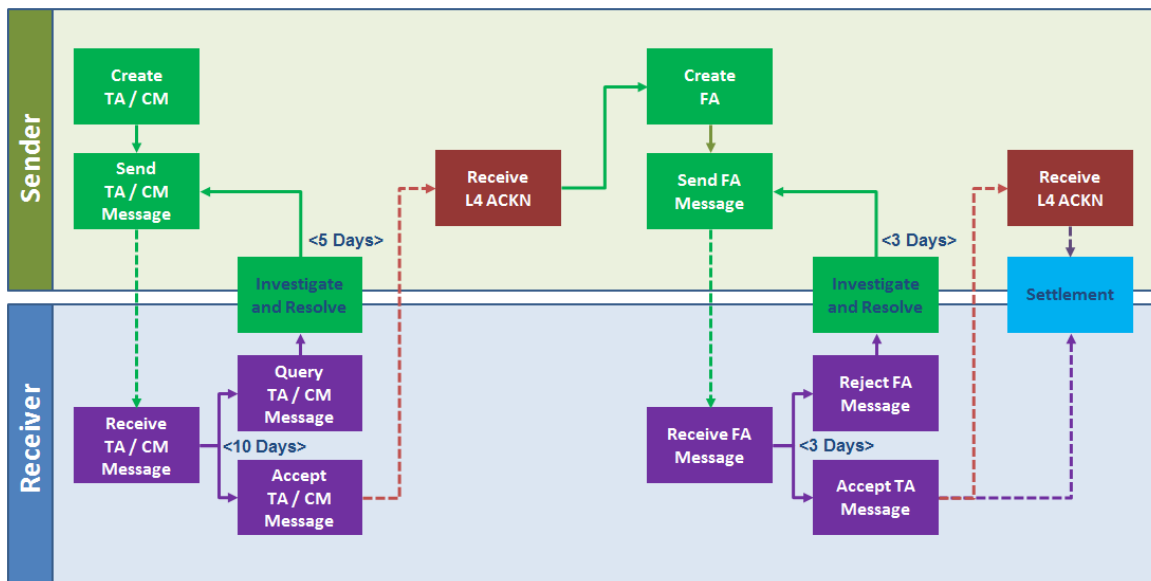 Sender
Create
TA / CM
Send
TA / CM
Message
Receive
L4 ACKN
Create
FA
Send FA
Message
Receive
L4 ACKN
<5 Days>
<3 Days>
Investigate
and Resolve
Investigate
and Resolve
Settlement
Receiver
Receive
TA / CM
Message
Query
TA / CM
Message
<10 Days>
Accept
TA / CM
Message
Receive FA
Message
Reject FA
Message
<3 Days>
Accept TA
Message